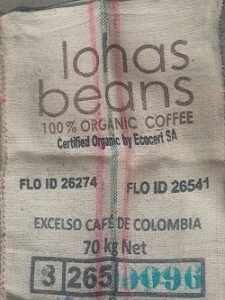 lohas
beans
100% ORGANIC COFFEE
Certified Organic by Ecocert SA
FLO ID 26274 FLO ID 26541
EXCELSO CAFÉ DE COLOMBIA
70 kg Net
3 265 0096